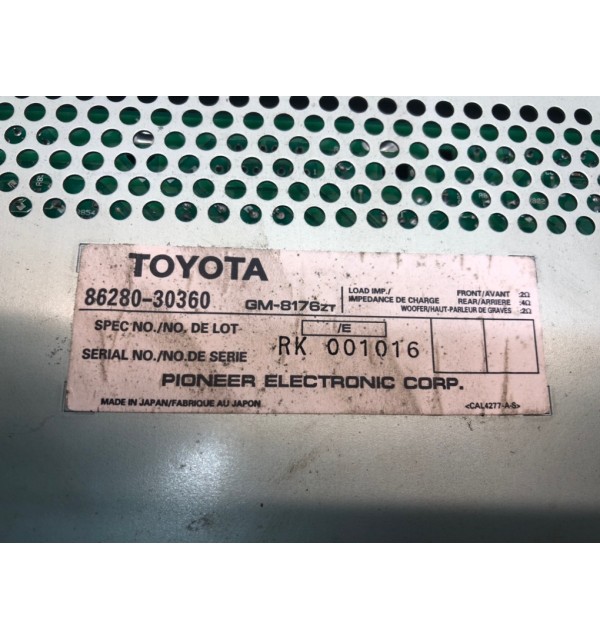 TOYOTA
86280-30360 GM-8176ZT
LOAD IMP./ FRONT/AVANT :2Ω
IMPEDANCE DE CHARGE REAR/ARRIERE :4Ω
WOOFER/HAUT-PARLEUR DE GRAVES :2Ω
SPEC NO./NO. DE LOT /E
SERIAL NO./NO.DE SERIE RK 001016
PIONEER ELECTRONIC CORP.
MADE IN JAPAN/FABRIQUE AU JAPON <CAL4277-A-S>